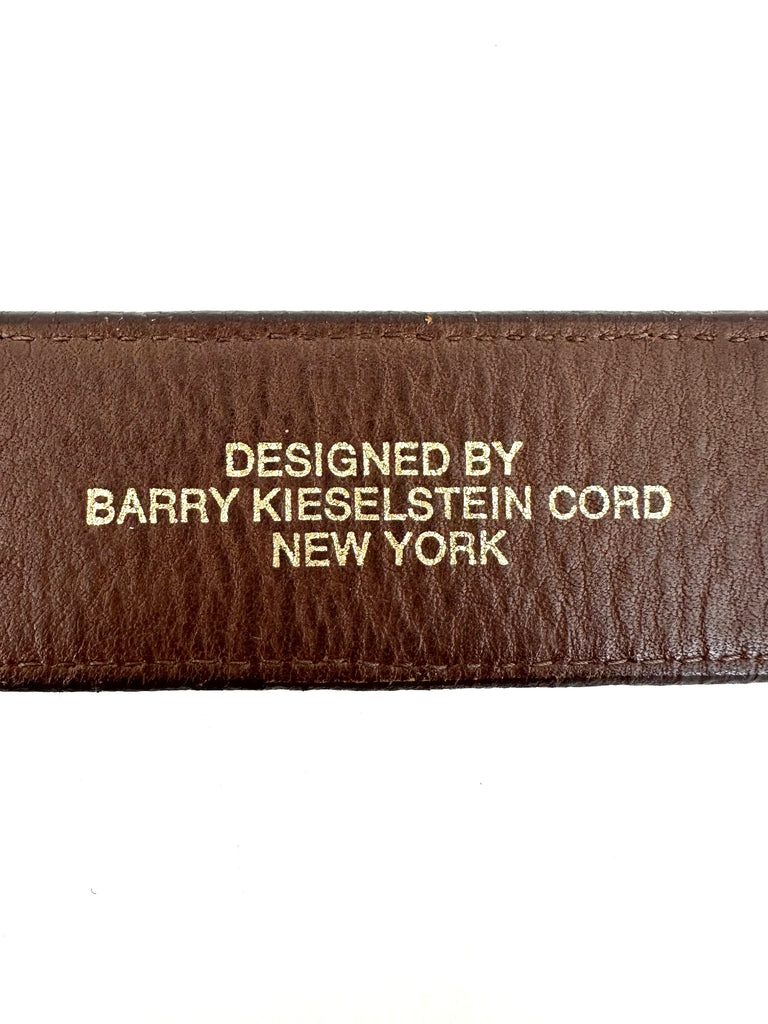 DESIGNED BY
BARRY KIESELSTEIN CORD
NEW YORK